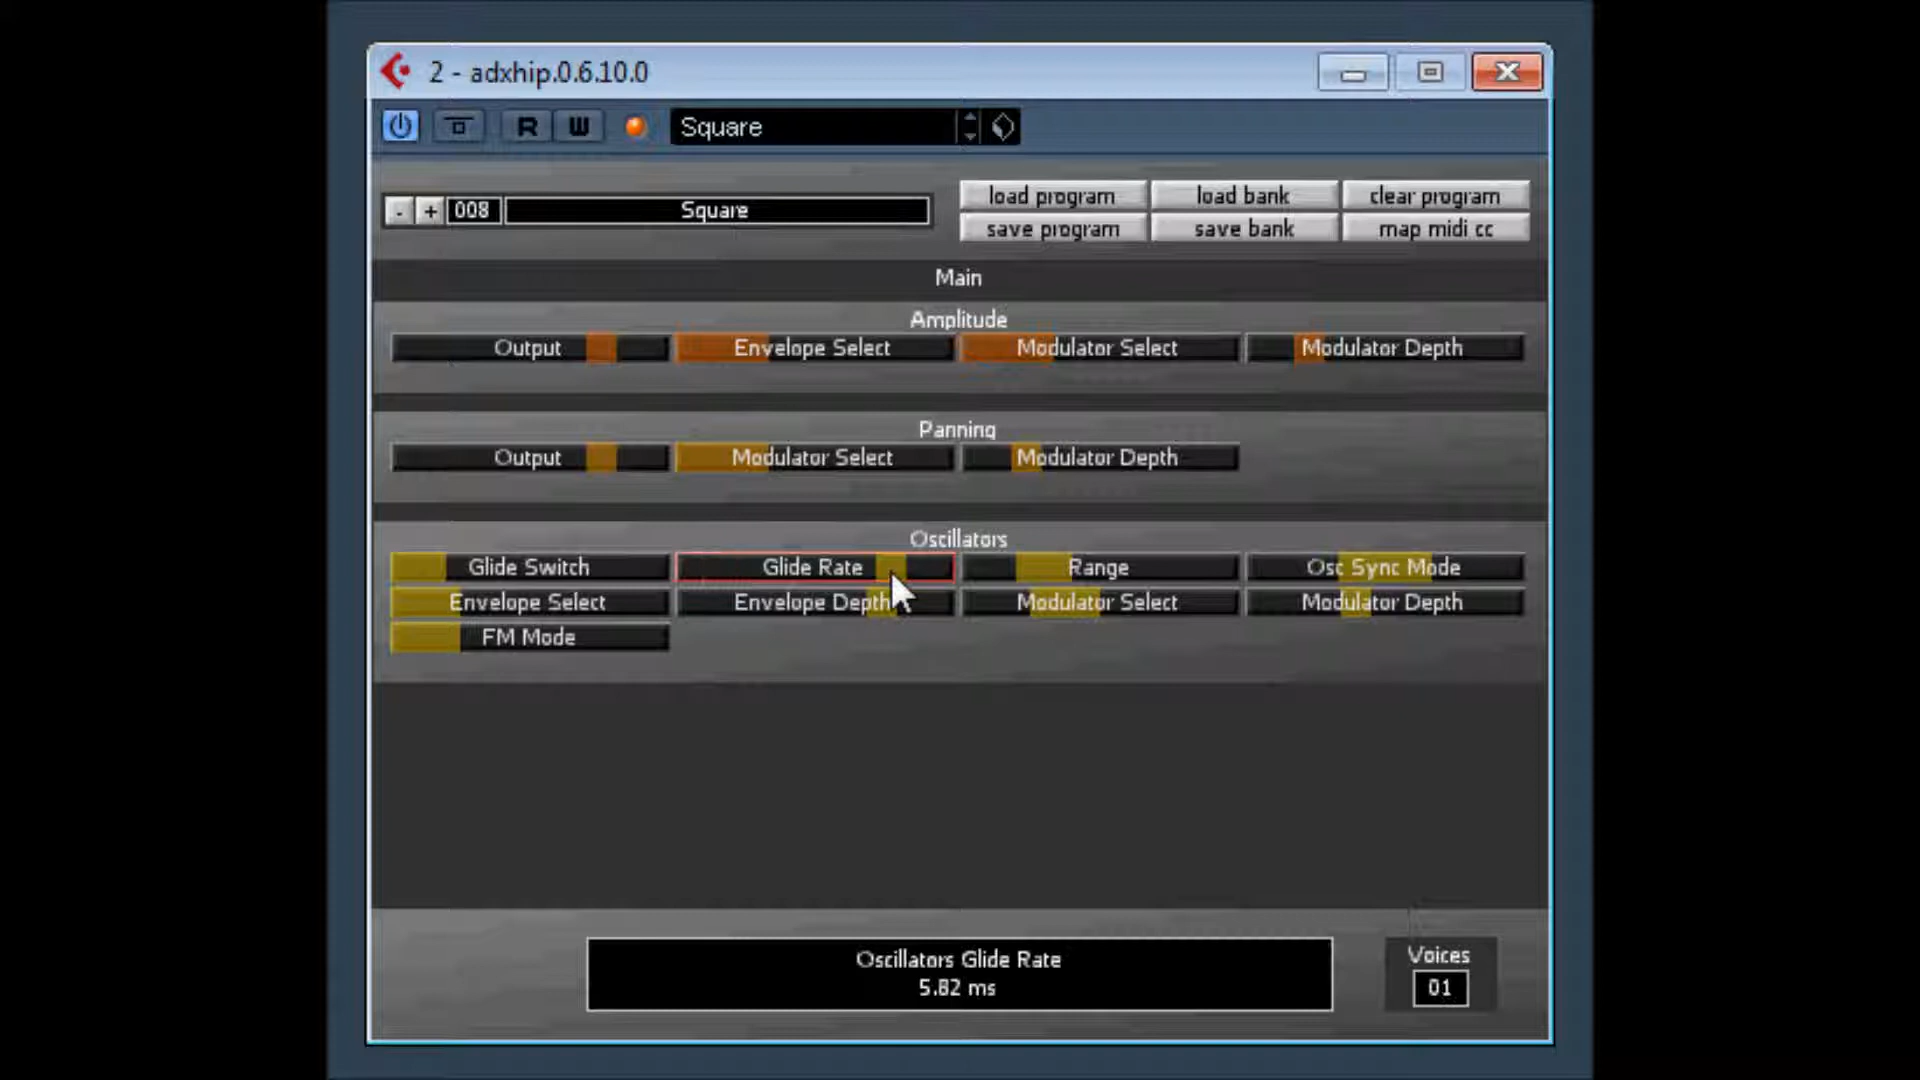 2 - adxhip.0.6.10.0
R W Square
- + 008 Square
load program load bank clear program
save program save bank map midi cc
Main
Amplitude
Output Envelope Select Modulator Select Modulator Depth
Panning
Output Modulator Select Modulator Depth
Oscillators
Glide Switch Glide Rate Range Osc Sync Mode
Envelope Select Envelope Depth Modulator Select Modulator Depth
FM Mode
Oscillators Glide Rate
5.82 ms
Voices
01